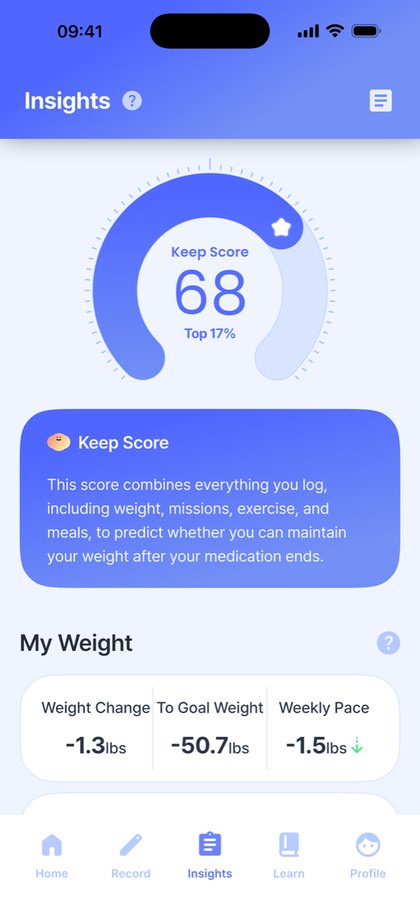 09:41
Insights ?
Keep Score
68
Top 17%
Keep Score
This score combines everything you log,
including weight, missions, exercise, and
meals, to predict whether you can maintain
your weight after your medication ends.
My Weight ?
Weight Change To Goal Weight Weekly Pace
-1.3lbs -50.7lbs -1.5lbs
Home Record Insights Learn Profile